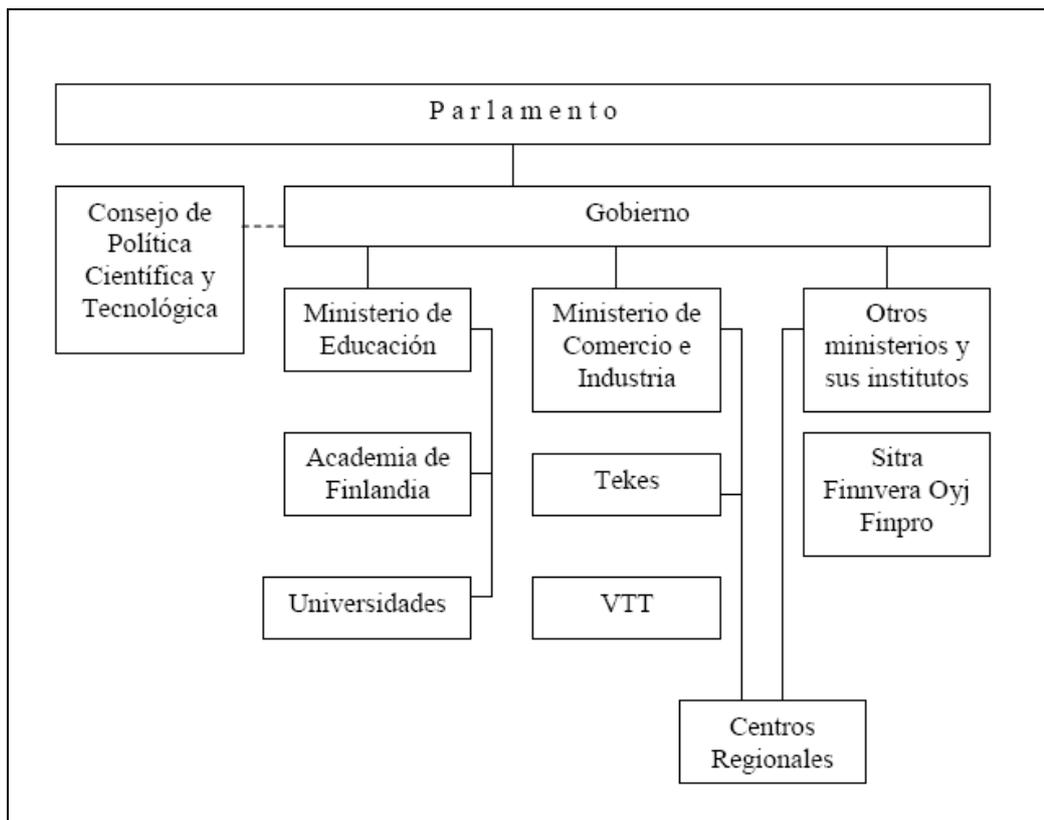 Parlamento
Consejo de
Política
Científica y
Tecnológica
Gobierno
Ministerio de
Educación
Ministerio de
Comercio e
Industria
Otros
ministerios y
sus institutos
Academia de
Finlandia
Tekes
Sitra
Finnvera Oyj
Finpro
Universidades
VTT
Centros
Regionales